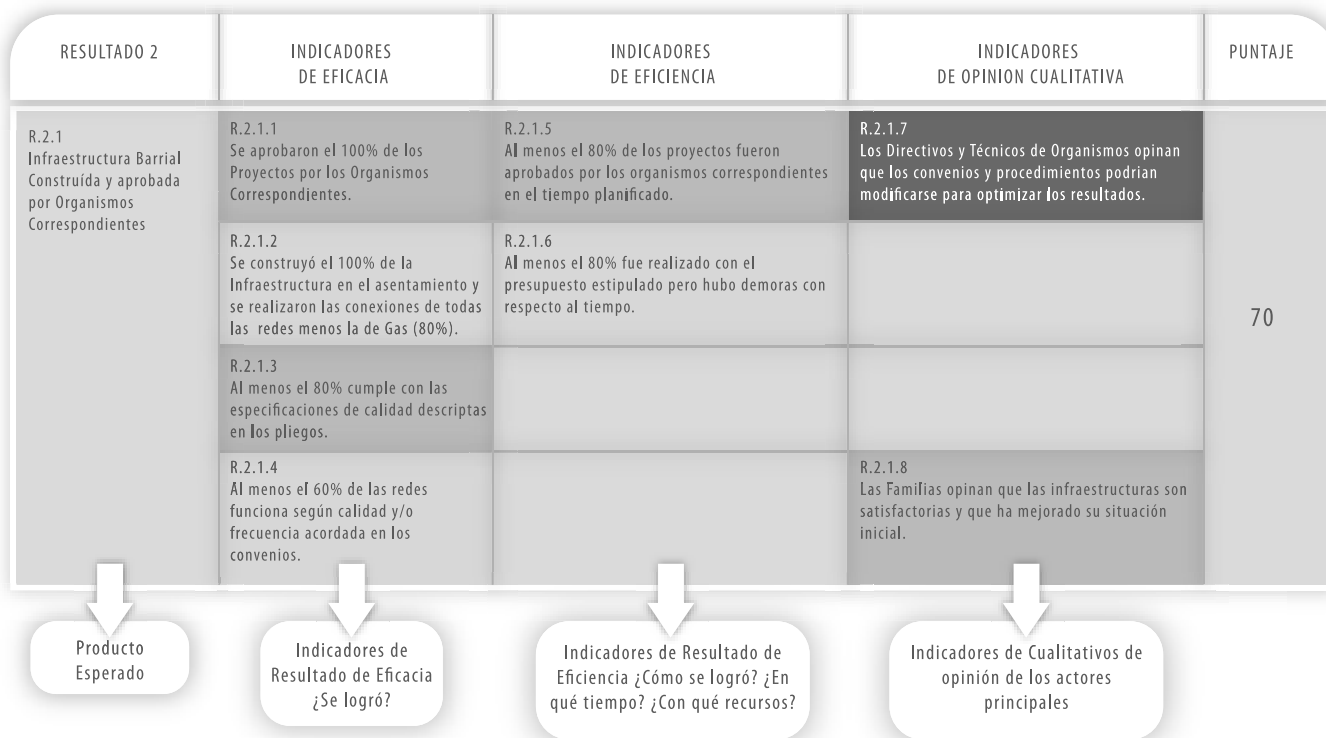 RESULTADO 2
INDICADORES
DE EFICACIA
INDICADORES
DE EFICIENCIA
INDICADORES
DE OPINION CUALITATIVA
PUNTAJE
R.2.1
Infraestructura Barrial
Construída y aprobada
por Organismos
Correspondientes
R.2.1.1
Se aprobaron el 100% de los
Proyectos por los Organismos
Correspondientes.
R.2.1.5
Al menos el 80% de los proyectos fueron
aprobados por los organismos correspondientes
en el tiempo planificado.
R.2.1.7
Los Directivos y Técnicos de Organismos opinan
que los convenios y procedimientos podrian
modificarse para optimizar los resultados.
R.2.1.2
Se construyó el 100% de la
Infraestructura en el asentamiento y
se realizaron las conexiones de todas
las redes menos la de Gas (80%).
R.2.1.6
Al menos el 80% fue realizado con el
presupuesto estipulado pero hubo demoras con
respecto al tiempo.
70
R.2.1.3
Al menos el 80% cumple con las
especificaciones de calidad descriptas
en los pliegos.
R.2.1.4
Al menos el 60% de las redes
funciona según calidad y/o
frecuencia acordada en los
convenios.
R.2.1.8
Las Familias opinan que las infraestructuras son
satisfactorias y que ha mejorado su situación
inicial.
Producto
Esperado
Indicadores de
Resultado de Eficacia
¿Se logró?
Indicadores de Resultado de
Eficiencia ¿Cómo se logró? ¿En
qué tiempo? ¿Con qué recursos?
Indicadores de Cualitativos de
opinión de los actores
principales